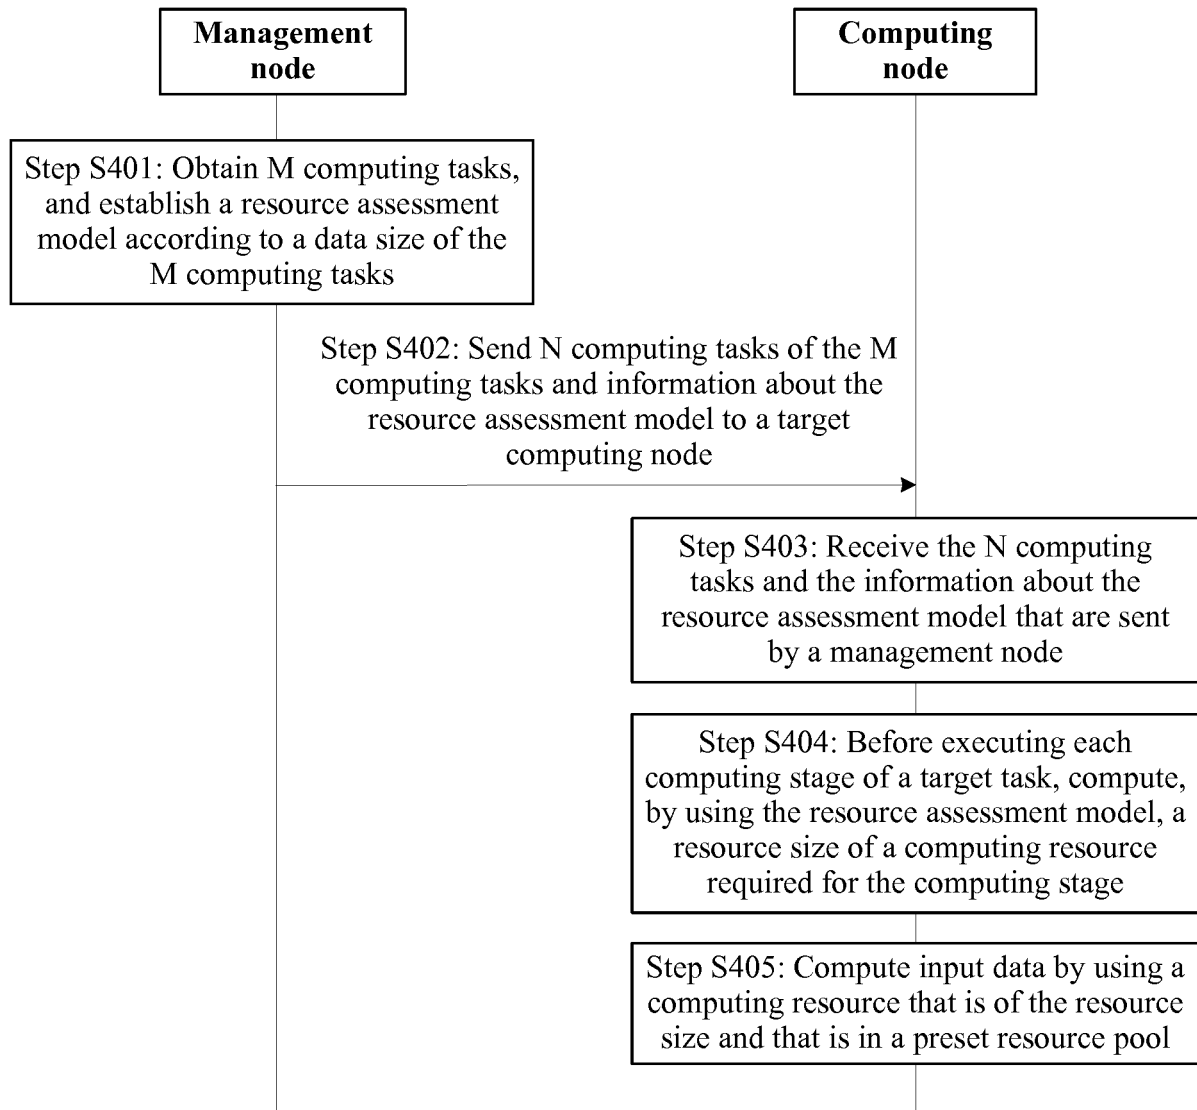 Management
node
Computing
node
Step S401: Obtain M computing tasks,
and establish a resource assessment
model according to a data size of the
M computing tasks
Step S402: Send N computing tasks of the M
computing tasks and information about the
resource assessment model to a target
computing node
Step S403: Receive the N computing
tasks and the information about the
resource assessment model that are sent
by a management node
Step S404: Before executing each
computing stage of a target task, compute,
by using the resource assessment model, a
resource size of a computing resource
required for the computing stage
Step S405: Compute input data by using a
computing resource that is of the resource
size and that is in a preset resource pool